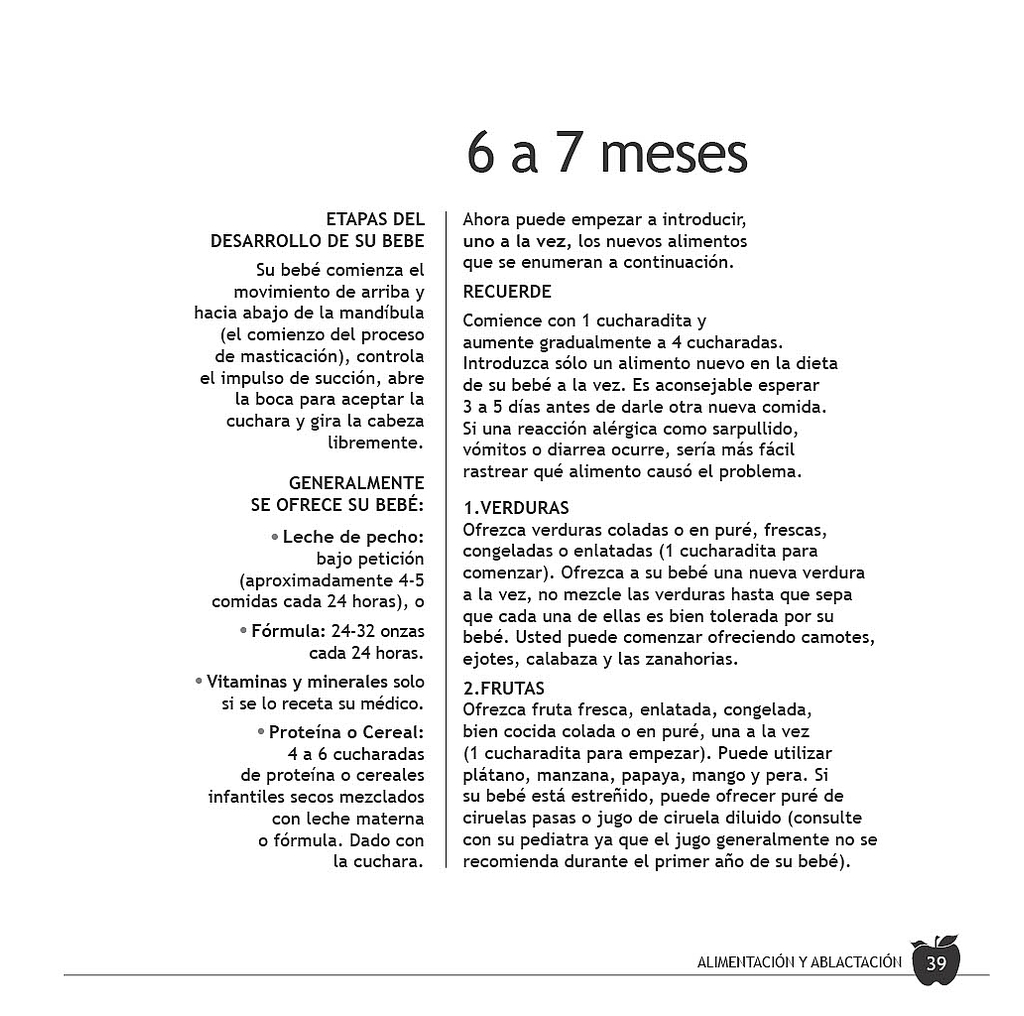 6 a 7 meses
ETAPAS DEL
DESARROLLO DE SU BEBE
Su bebé comienza el
movimiento de arriba y
hacia abajo de la mandíbula
(el comienzo del proceso
de masticación), controla
el impulso de succión, abre
la boca para aceptar la
cuchara y gira la cabeza
libremente.
GENERALMENTE
SE OFRECE SU BEBÉ:
• Leche de pecho:
bajo petición
(aproximadamente 4-5
comidas cada 24 horas), o
• Fórmula: 24-32 onzas
cada 24 horas.
• Vitaminas y minerales solo
si se lo receta su médico.
• Proteína o Cereal:
4 a 6 cucharadas
de proteína o cereales
infantiles secos mezclados
con leche materna
o fórmula. Dado con
la cuchara.
Ahora puede empezar a introducir,
uno a la vez, los nuevos alimentos
que se enumeran a continuación.
RECUERDE
Comience con 1 cucharadita y
aumente gradualmente a 4 cucharadas.
Introduzca sólo un alimento nuevo en la dieta
de su bebé a la vez. Es aconsejable esperar
3 a 5 días antes de darle otra nueva comida.
Si una reacción alérgica como sarpullido,
vómitos o diarrea ocurre, sería más fácil
rastrear qué alimento causó el problema.
1.VERDURAS
Ofrezca verduras coladas o en puré, frescas,
congeladas o enlatadas (1 cucharadita para
comenzar). Ofrezca a su bebé una nueva verdura
a la vez, no mezcle las verduras hasta que sepa
que cada una de ellas es bien tolerada por su
bebé. Usted puede comenzar ofreciendo camotes,
ejotes, calabaza y las zanahorias.
2.FRUTAS
Ofrezca fruta fresca, enlatada, congelada,
bien cocida colada o en puré, una a la vez
(1 cucharadita para empezar). Puede utilizar
plátano, manzana, papaya, mango y pera. Si
su bebé está estreñido, puede ofrecer puré de
ciruelas pasas o jugo de ciruela diluido (consulte
con su pediatra ya que el jugo generalmente no se
recomienda durante el primer año de su bebé).
ALIMENTACIÓN Y ABLACTACIÓN 39